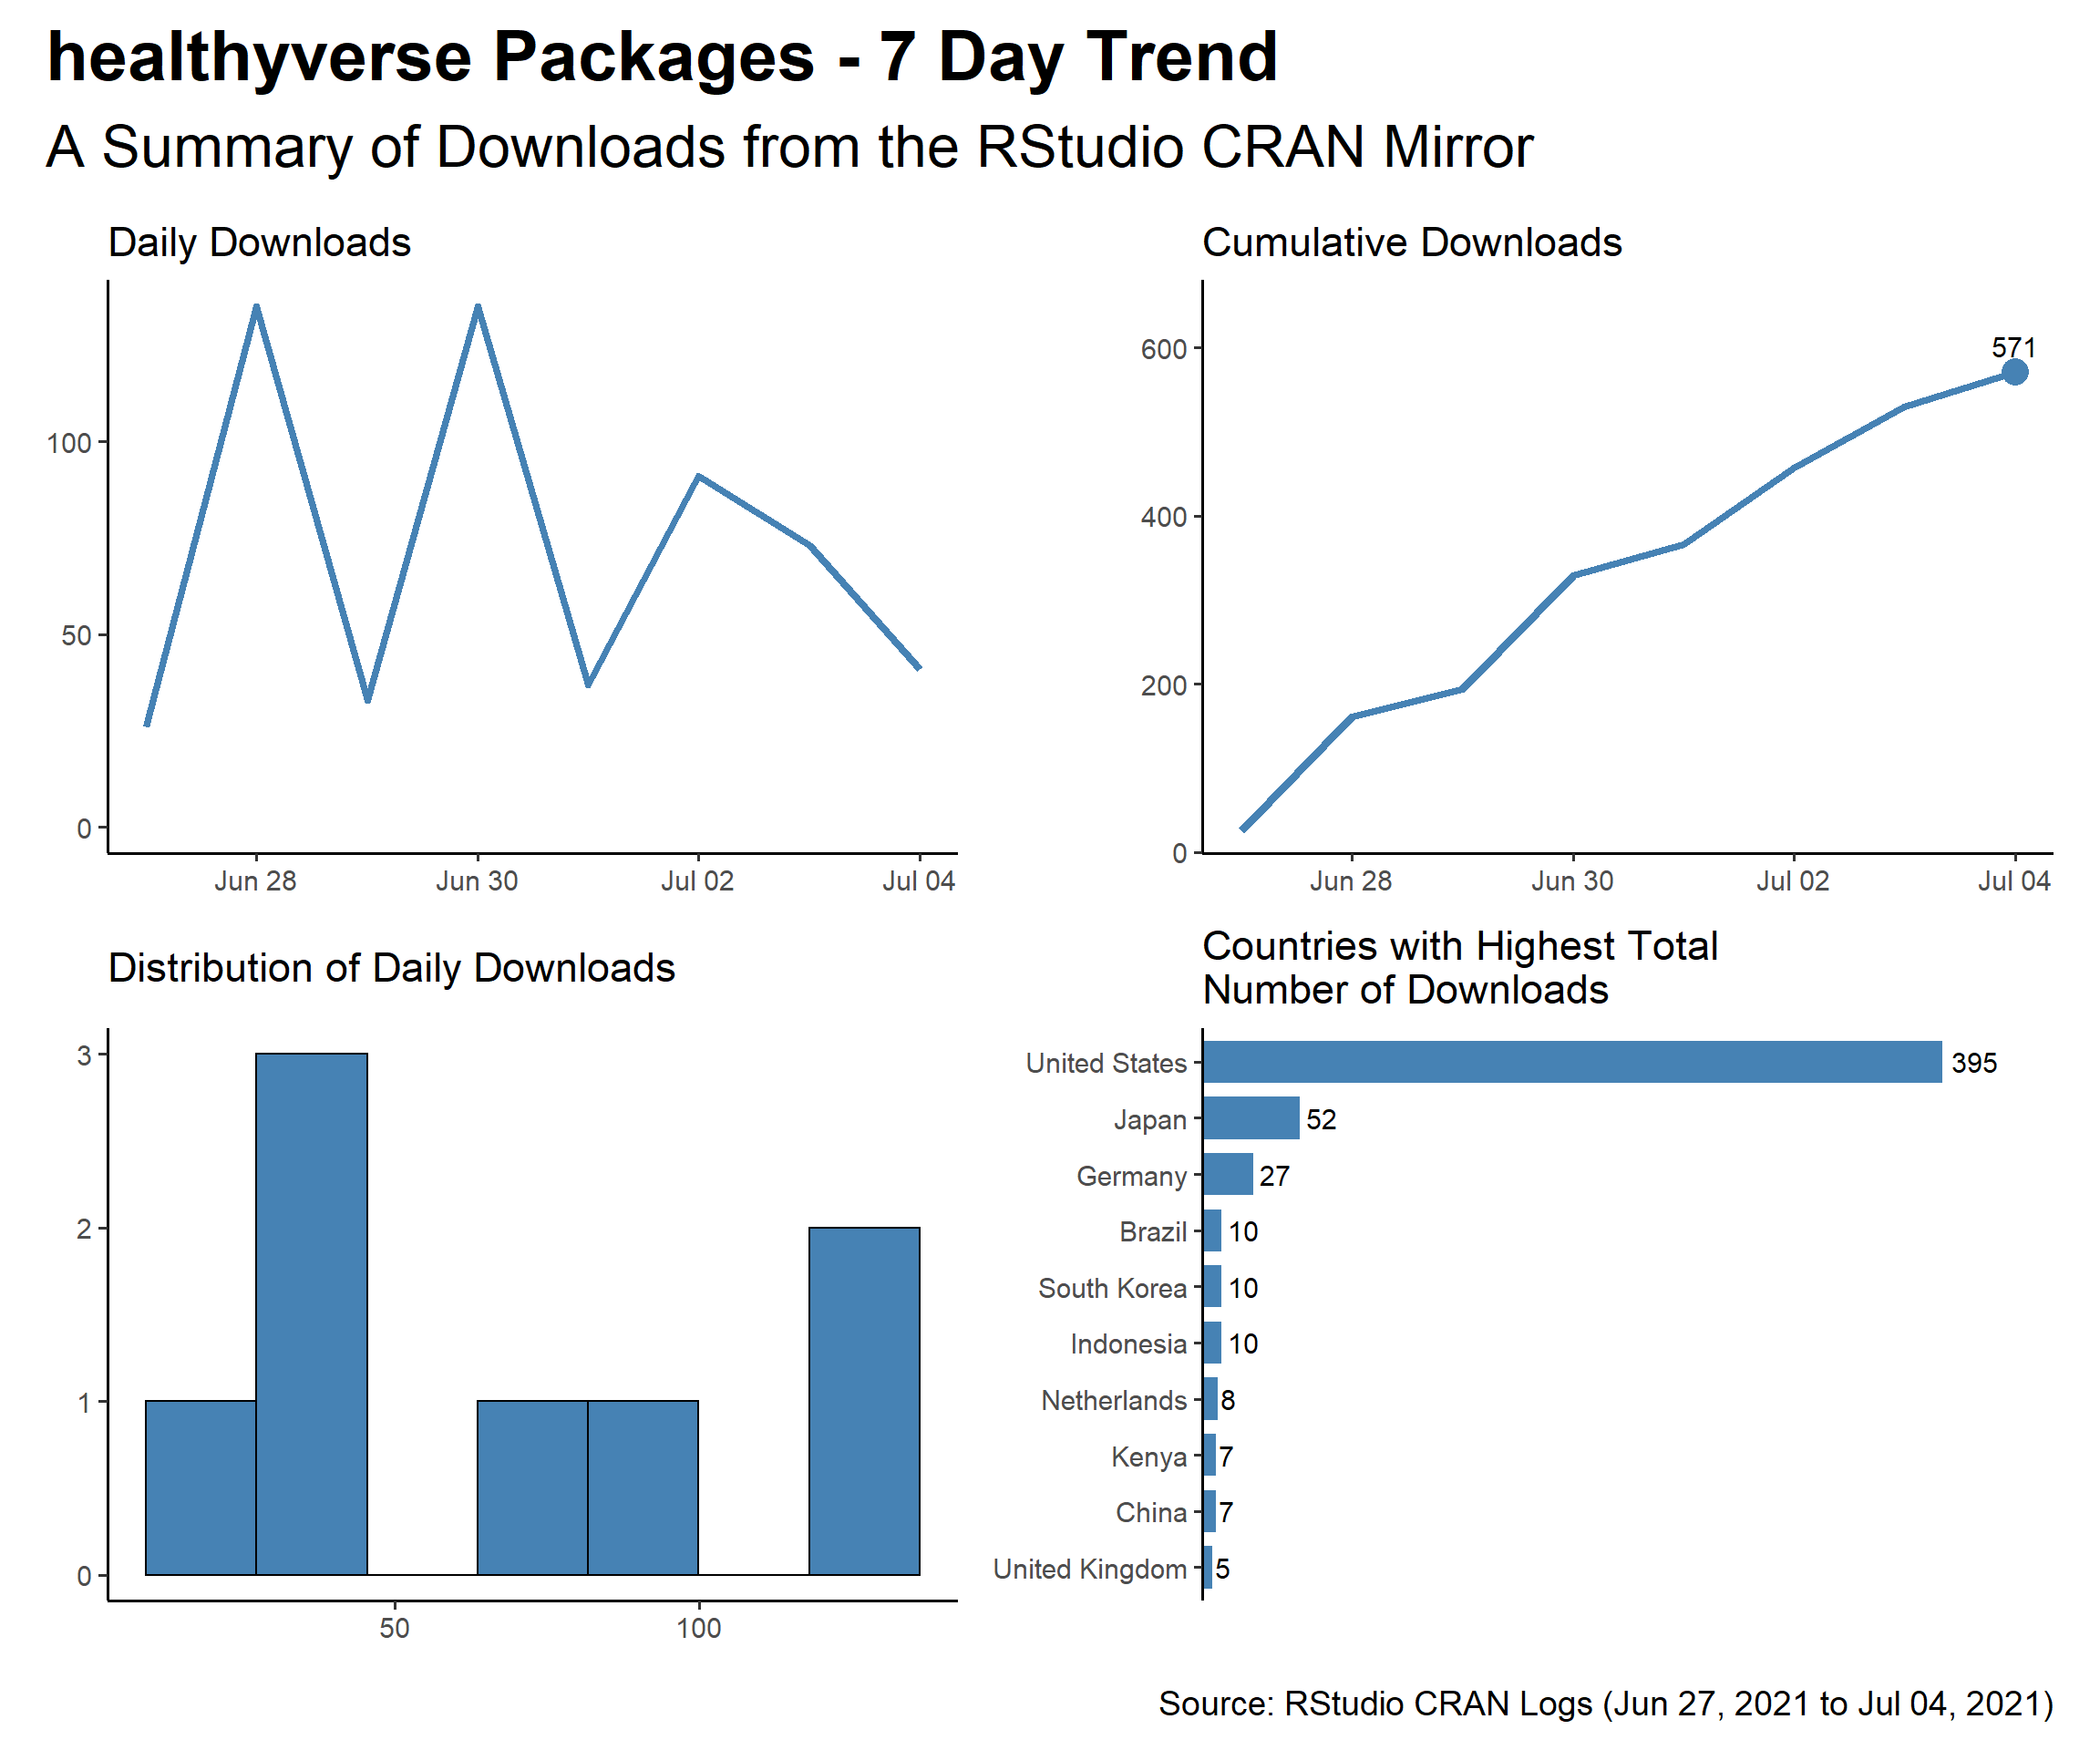 healthyverse Packages - 7 Day Trend
A Summary of Downloads from the RStudio CRAN Mirror
Daily Downloads
100
50
0
Jun 28 Jun 30 Jul 02 Jul 04
Cumulative Downloads
571
600
400
200
0
Jun 28 Jun 30 Jul 02 Jul 04
Distribution of Daily Downloads
3
2
1
0
50 100
Countries with Highest Total
Number of Downloads
United States 395
Japan 52
Germany 27
Brazil 10
South Korea 10
Indonesia 10
Netherlands 8
Kenya 7
China 7
United Kingdom 5
Source: RStudio CRAN Logs (Jun 27, 2021 to Jul 04, 2021)